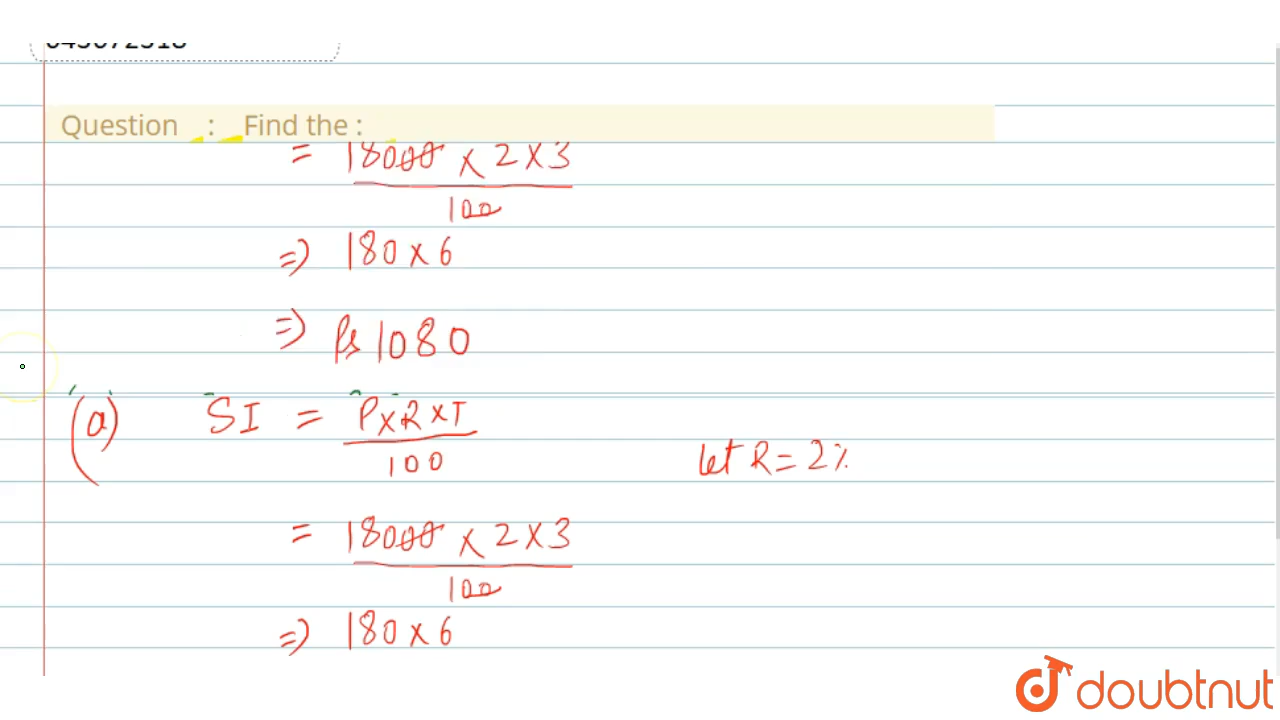 Question : Find the :
= 18000 × 2 × 3
100
=) 180 × 6
=) Rs 1080
(a) SI = P×R×T
100
let R = 2%
= 18000 × 2 × 3
100
=) 180 × 6
doubtnut